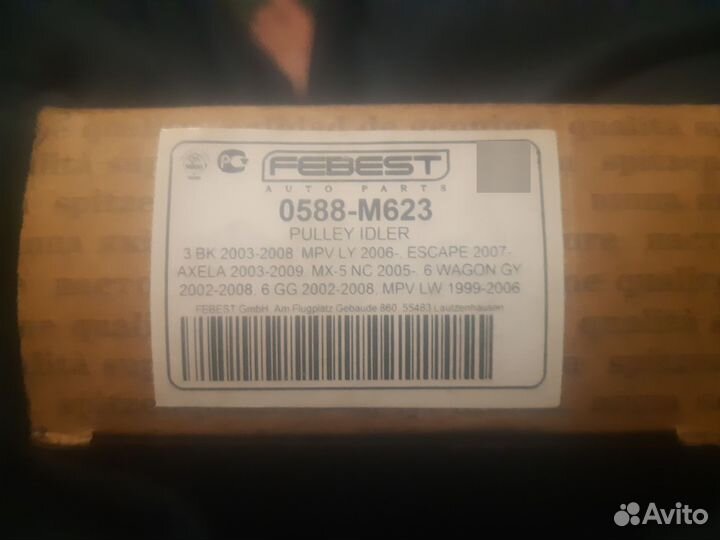 FEBEST
AUTO PARTS
0588-M623
PULLEY IDLER
3 BK 2003-2008. MPV LY 2006-. ESCAPE 2007-.
AXELA 2003-2009. MX-5 NC 2005-. 6 WAGON GY
2002-2008. 6 GG 2002-2008. MPV LW 1999-2006
FEBEST GmbH, Am Flugplatz Gebaude 860, 55483 Lautzenhausen
Avito